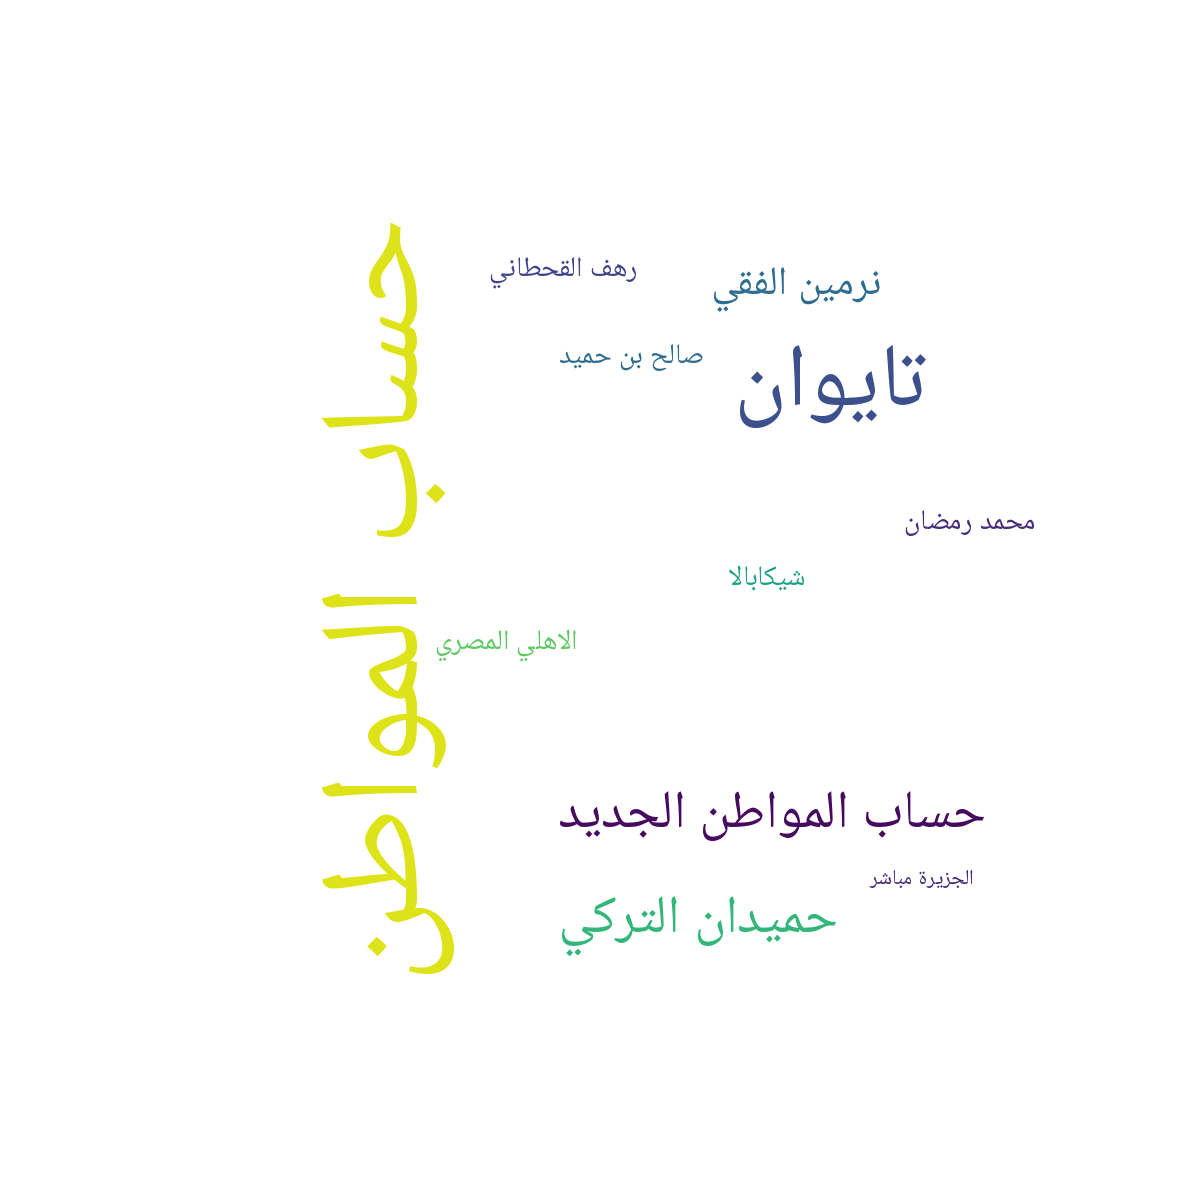 حساب المواطن
رهف القحطاني
نرمين الفقي
صالح بن حميد
تايوان
محمد رمضان
شيكابالا
الاهلي المصري
حساب المواطن الجديد
الجزيرة مباشر
حميدان التركي